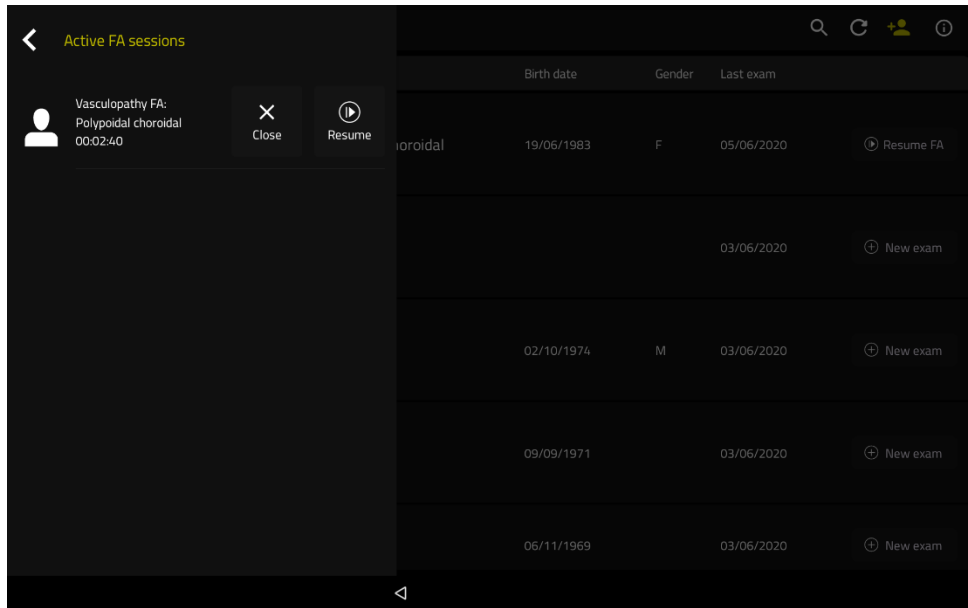 Active FA sessions
Vasculopathy FA:
Polypoidal choroidal
00:02:40
Close
Resume
Birth date Gender Last exam
oroidal 19/06/1983 F 05/06/2020 Resume FA
03/06/2020 New exam
02/10/1974 M 03/06/2020 New exam
09/09/1971 03/06/2020 New exam
06/11/1969 03/06/2020 New exam